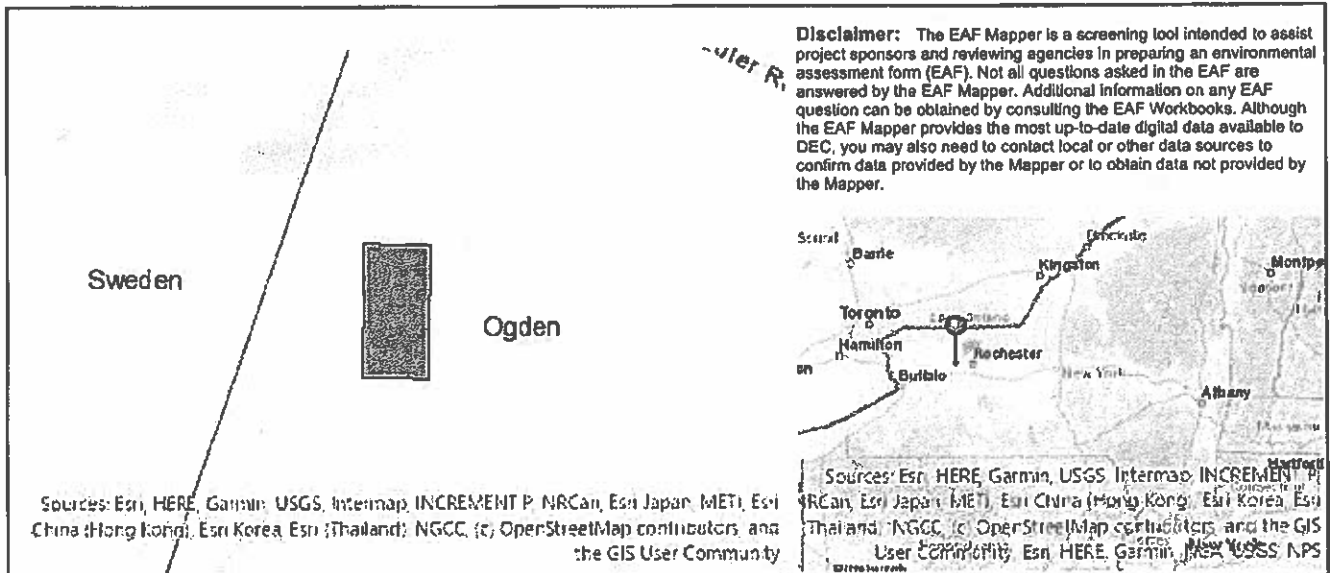 Disclaimer: The EAF Mapper is a screening tool intended to assist
project sponsors and reviewing agencies in preparing an environmental
assessment form (EAF). Not all questions asked in the EAF are
answered by the EAF Mapper. Additional information on any EAF
question can be obtained by consulting the EAF Workbooks. Although
the EAF Mapper provides the most up-to-date digital data available to
DEC, you may also need to contact local or other data sources to
confirm data provided by the Mapper or to obtain data not provided by
the Mapper.
Sweden
Ogden
Sources: Esri, HERE, Garmin, USGS, Intermap, INCREMENT P, NRCan, Esri Japan, METI, Esri
China (Hong Kong), Esri Korea, Esri (Thailand), NGCC, (c) OpenStreetMap contributors, and
the GIS User Community
Barrie
Kingston
Toronto
Hamilton
Rochester
Buffalo
New York
Albany
Hartford
Sources: Esri, HERE, Garmin, USGS, Intermap, INCREMENT P,
NRCan, Esri Japan, METI, Esri China (Hong Kong), Esri Korea, Esri
(Thailand), NGCC, (c) OpenStreetMap contributors, and the GIS
User Community, Esri, HERE, Garmin, USGS, NPS